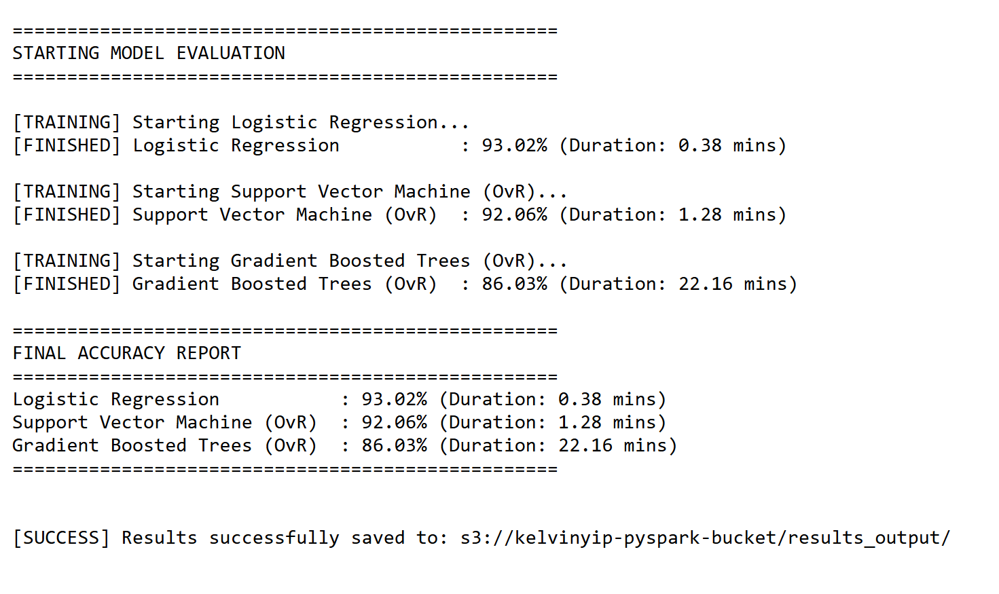 ==================================================
STARTING MODEL EVALUATION
==================================================
[TRAINING] Starting Logistic Regression...
[FINISHED] Logistic Regression           : 93.02% (Duration: 0.38 mins)
[TRAINING] Starting Support Vector Machine (OvR)...
[FINISHED] Support Vector Machine (OvR)  : 92.06% (Duration: 1.28 mins)
[TRAINING] Starting Gradient Boosted Trees (OvR)...
[FINISHED] Gradient Boosted Trees (OvR)  : 86.03% (Duration: 22.16 mins)
==================================================
FINAL ACCURACY REPORT
==================================================
Logistic Regression           : 93.02% (Duration: 0.38 mins)
Support Vector Machine (OvR)  : 92.06% (Duration: 1.28 mins)
Gradient Boosted Trees (OvR)  : 86.03% (Duration: 22.16 mins)
==================================================
[SUCCESS] Results successfully saved to: s3://kelvinyip-pyspark-bucket/results_output/